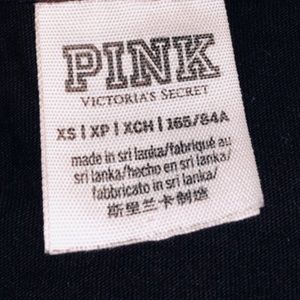 PINK
VICTORIA'S SECRET
XS | XP | XCH | 165/84A
made in sri lanka/fabriqué au
sri lanka/hecho en sri lanka/
fabbricato in sri lanka/
斯里兰卡制造